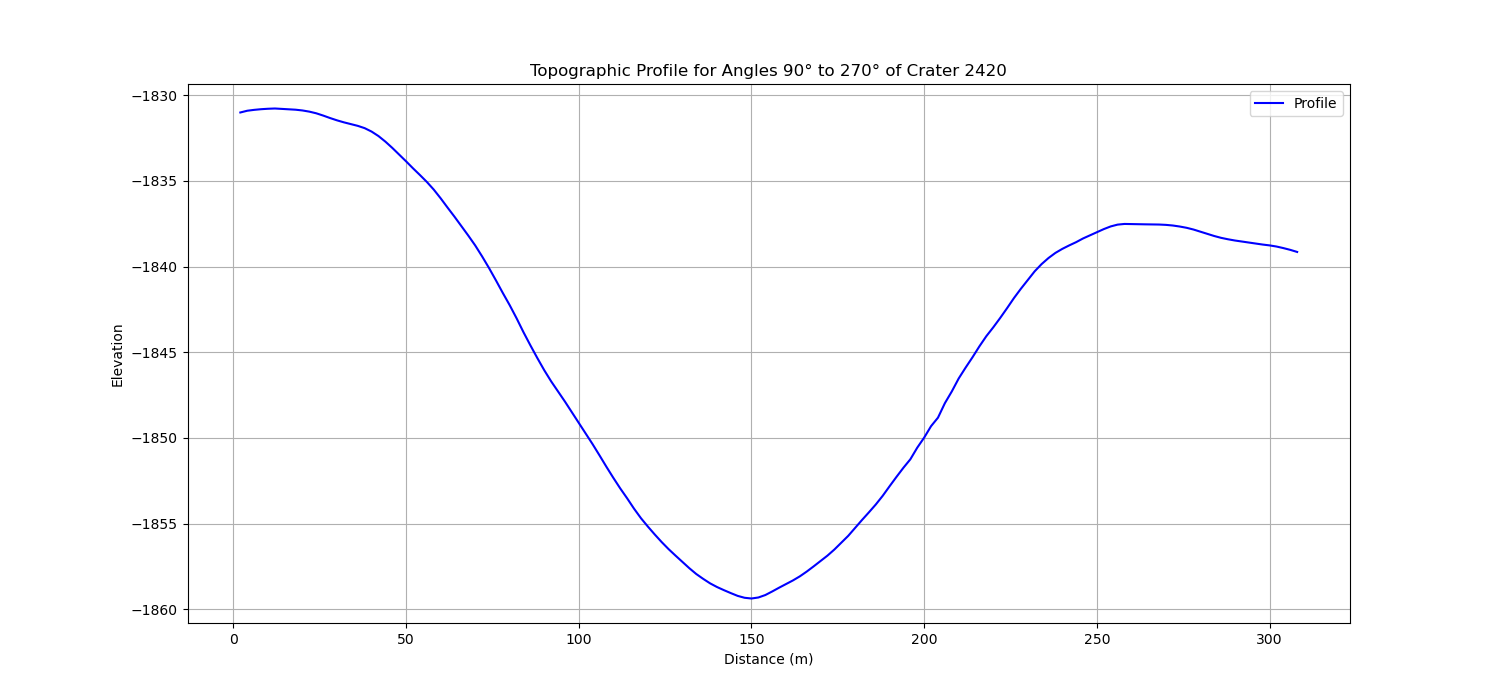 Topographic Profile for Angles 90° to 270° of Crater 2420
Profile
Elevation
−1830
−1835
−1840
−1845
−1850
−1855
−1860
0 50 100 150 200 250 300
Distance (m)